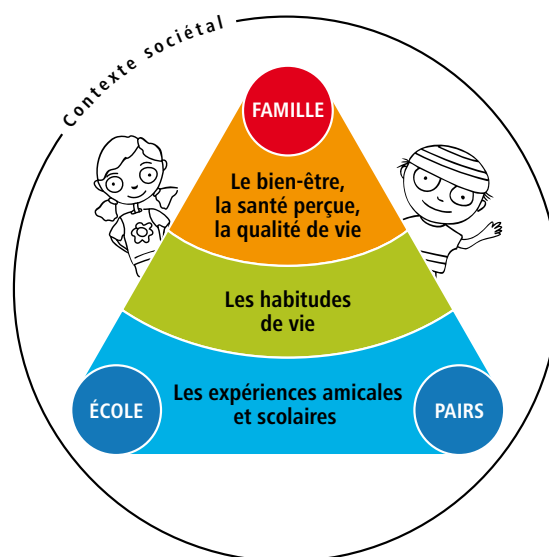 Contexte sociétal
FAMILLE
Le bien-être,
la santé perçue,
la qualité de vie
Les habitudes
de vie
Les expériences amicales
et scolaires
ÉCOLE
PAIRS